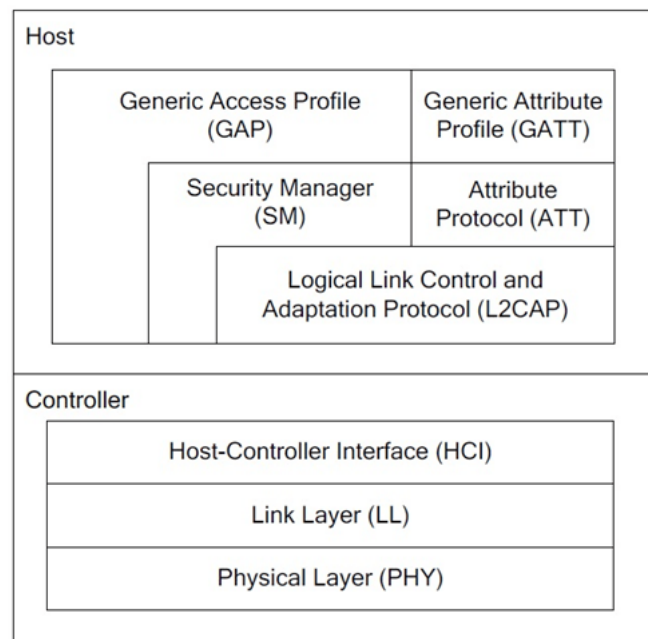 Host
Generic Access Profile
(GAP)
Generic Attribute
Profile (GATT)
Security Manager
(SM)
Attribute
Protocol (ATT)
Logical Link Control and
Adaptation Protocol (L2CAP)
Controller
Host-Controller Interface (HCI)
Link Layer (LL)
Physical Layer (PHY)